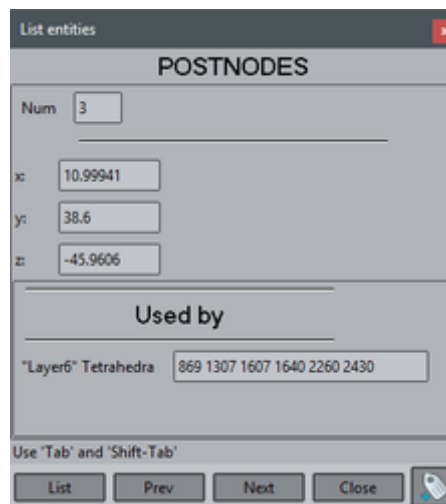 List entities
x
POSTNODES
Num 3
x: 10.99941
y: 38.6
z: -45.9606
Used by
"Layer6" Tetrahedra 869 1307 1607 1640 2260 2430
Use 'Tab' and 'Shift-Tab'
List Prev Next Close